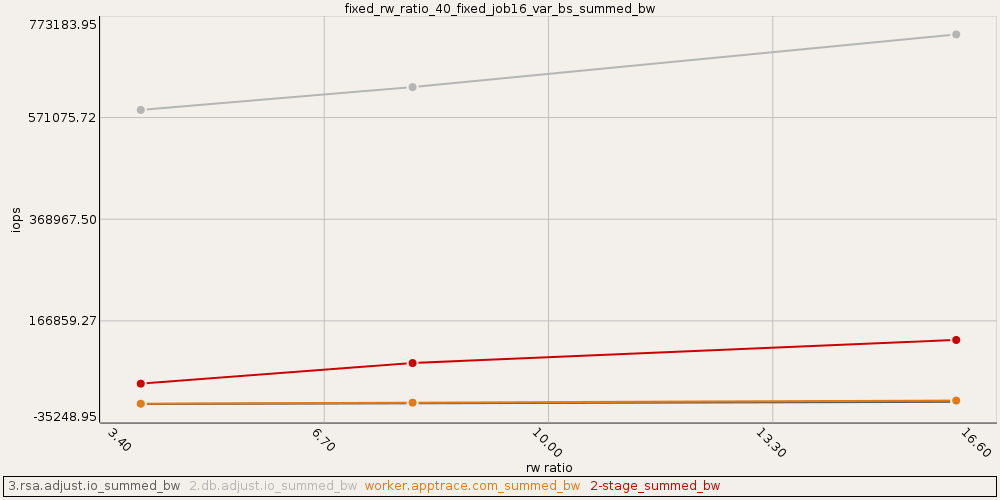 fixed_rw_ratio_40_fixed_job16_var_bs_summed_bw
773183.95
571075.72
368967.50
166859.27
-35248.95
iops
3.40
6.70
10.00
13.30
16.60
rw ratio
3.rsa.adjust.io_summed_bw 2.db.adjust.io_summed_bw worker.apptrace.com_summed_bw 2-stage_summed_bw